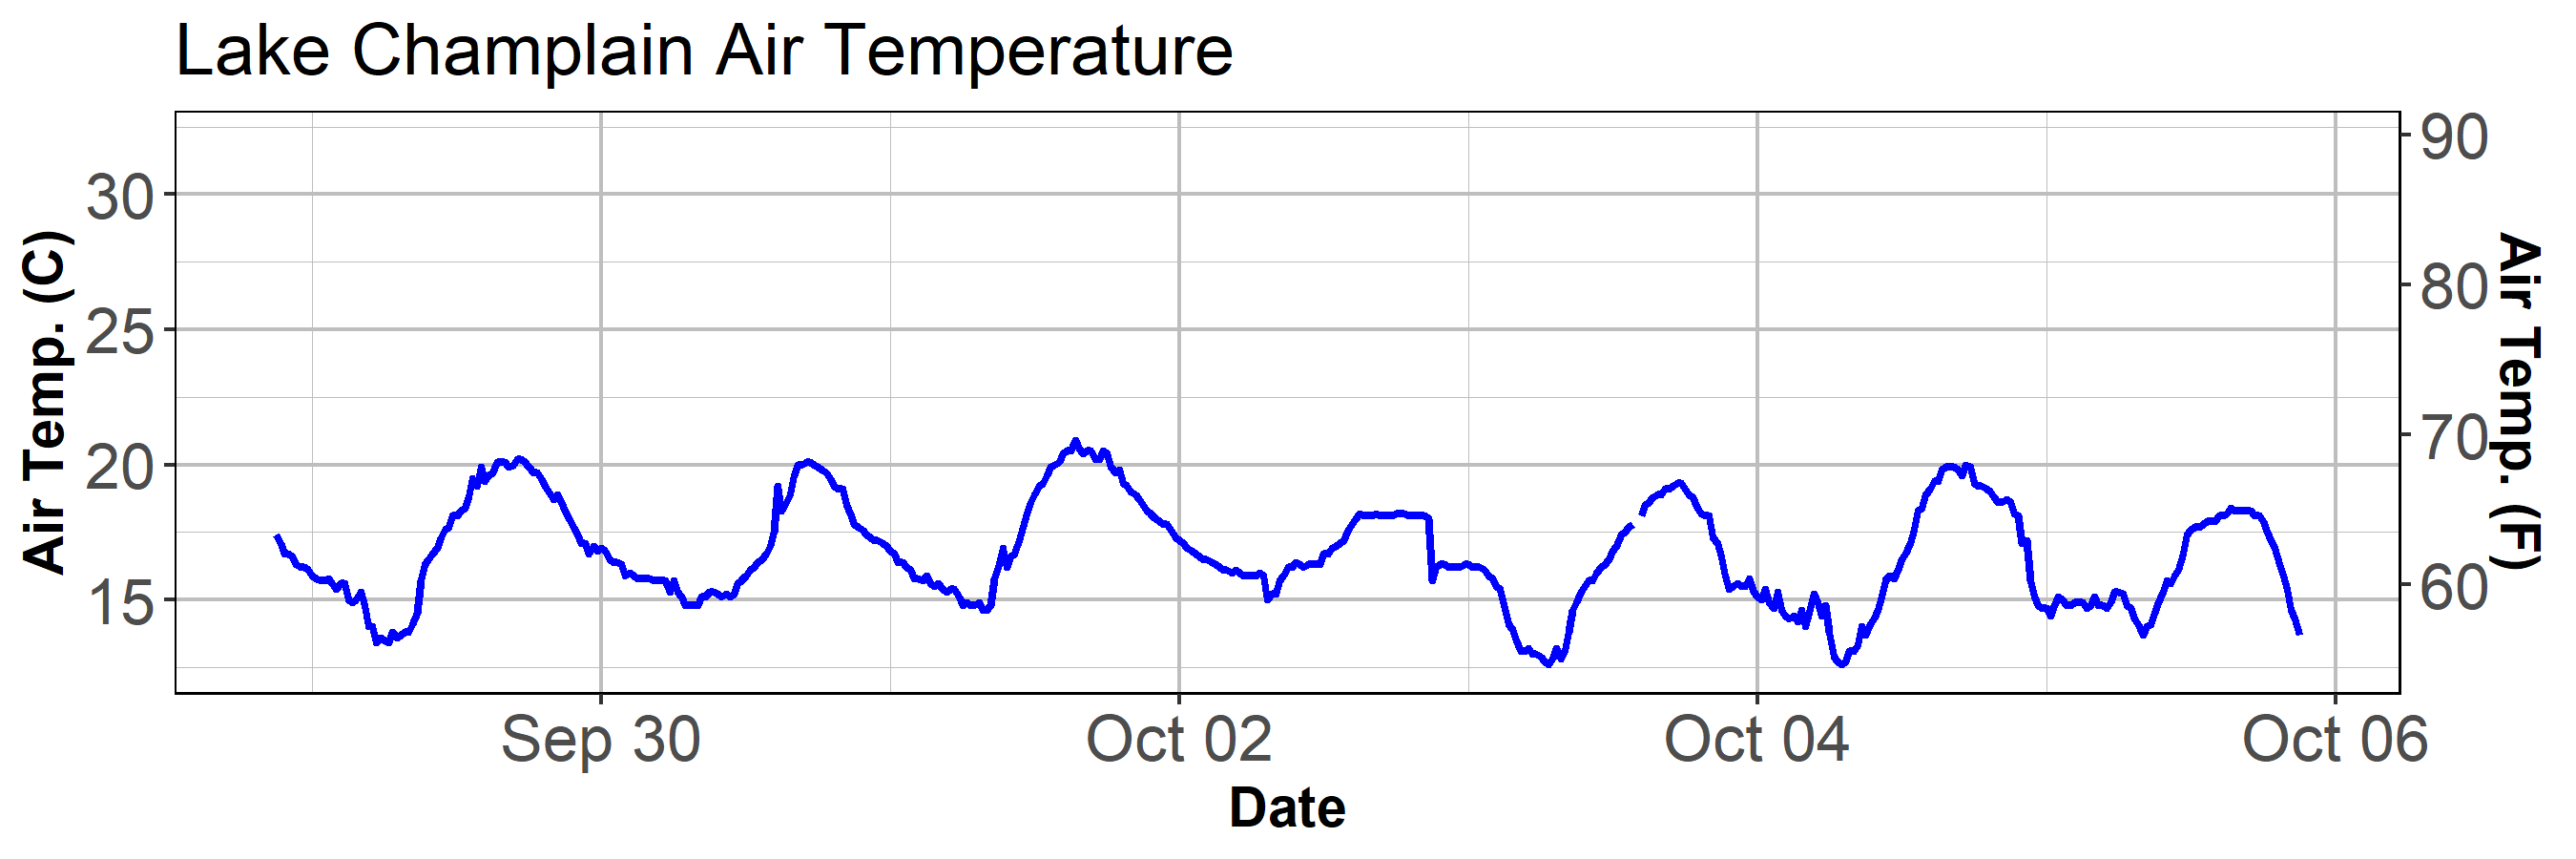 Lake Champlain Air Temperature
Air Temp. (C)
30
25
20
15
90
80
70
60
Air Temp. (F)
Sep 30
Oct 02
Oct 04
Oct 06
Date